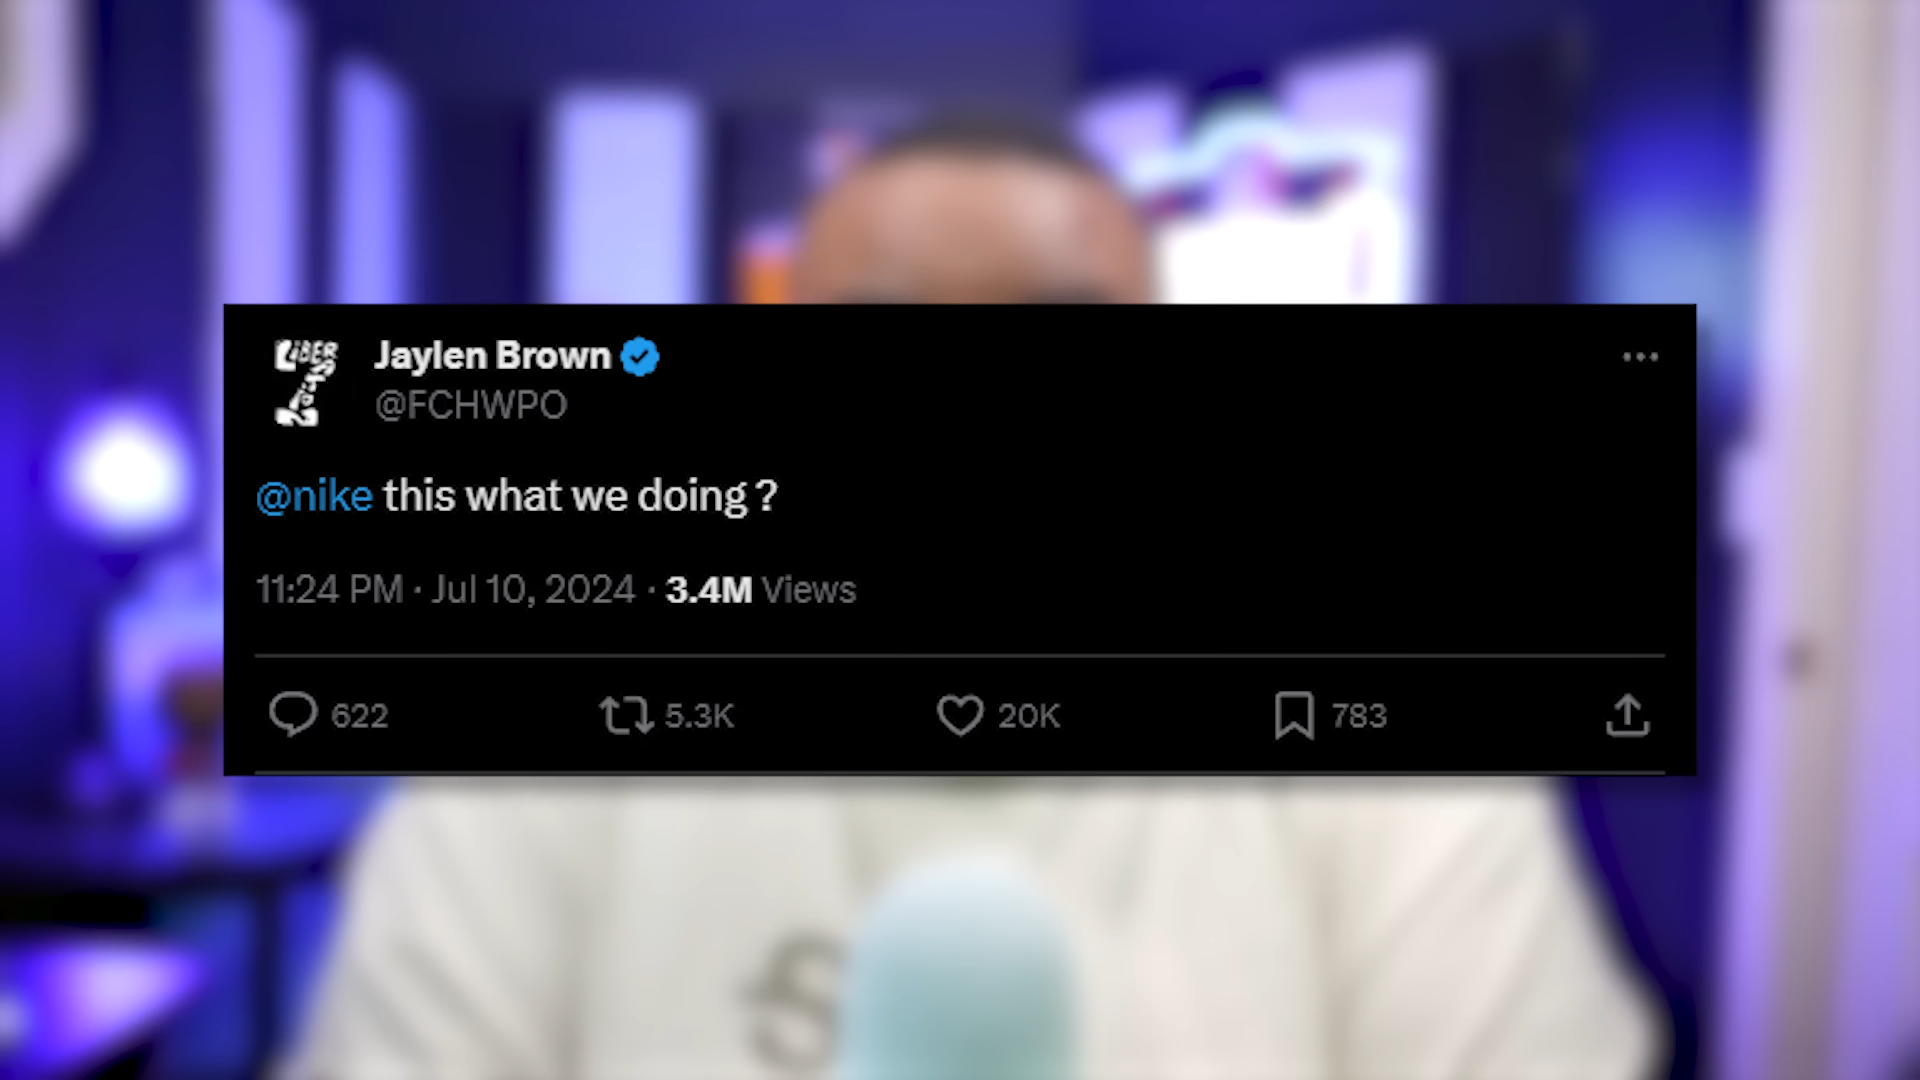 LiBER
Jaylen Brown
@FCHWPO
@nike this what we doing ?
11:24 PM · Jul 10, 2024 · 3.4M Views
622 5.3K 20K 783